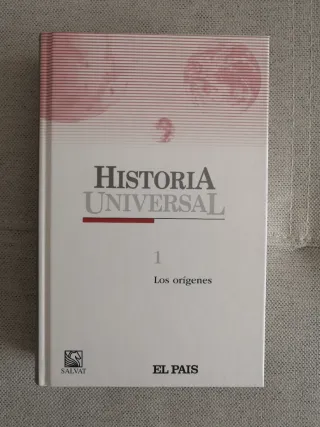 HISTORIA
UNIVERSAL
1
Los orígenes
SALVAT
EL PAIS